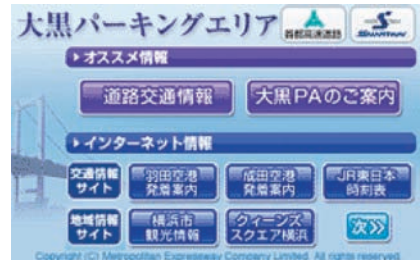 大黒パーキングエリア
首都高速道路
SMARTWAY
オススメ情報
道路交通情報
大黒PAのご案内
インターネット情報
交通情報サイト
羽田空港発着案内
成田空港発着案内
JR東日本時刻表
地域情報サイト
横浜市観光情報
クィーンズスクエア横浜
次》
Copyright (C) Metropolitan Expressway Company Limited. All rights reserved.